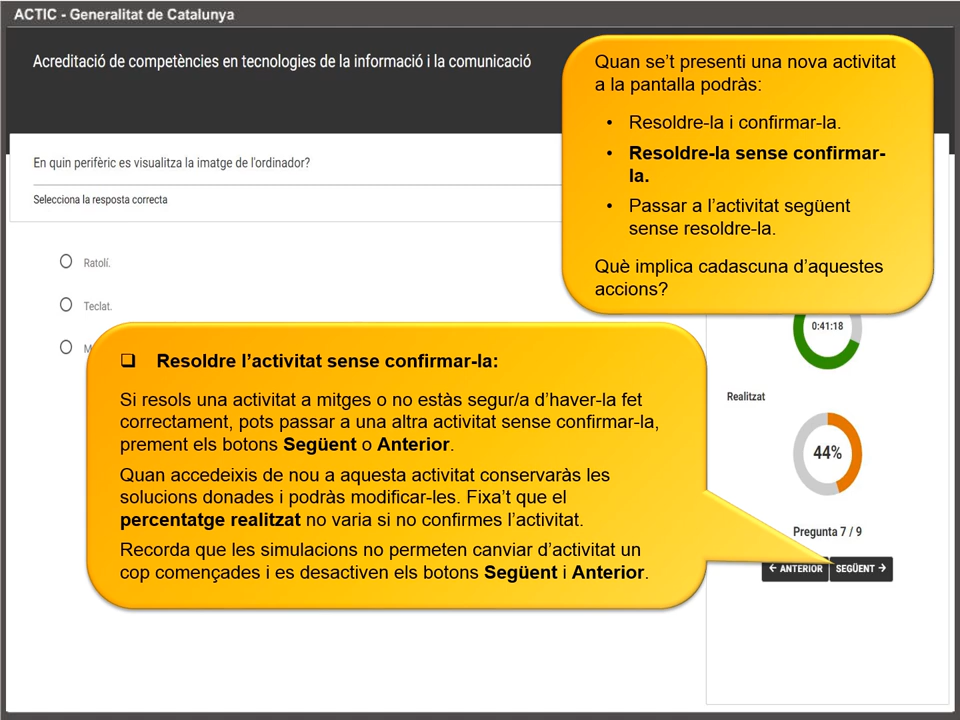 ACTIC - Generalitat de Catalunya
Acreditació de competències en tecnologies de la informació i la comunicació
Quan se't presenti una nova activitat
a la pantalla podràs:
• Resoldre-la i confirmar-la.
• Resoldre-la sense confirmar-
la.
• Passar a l'activitat següent
sense resoldre-la.
Què implica cadascuna d'aquestes
accions?
En quin perifèric es visualitza la imatge de l'ordinador?
Selecciona la resposta correcta
Ratolí.
Teclat.
❑ Resoldre l'activitat sense confirmar-la:
Si resols una activitat a mitges o no estàs segur/a d'haver-la fet
correctament, pots passar a una altra activitat sense confirmar-la,
prement els botons Següent o Anterior.
Quan accedeixis de nou a aquesta activitat conservaràs les
solucions donades i podràs modificar-les. Fixa't que el
percentatge realitzat no varia si no confirmes l'activitat.
Recorda que les simulacions no permeten canviar d'activitat un
cop començades i es desactiven els botons Següent i Anterior.
0:41:18
Realitzat
44%
Pregunta 7 / 9
← ANTERIOR SEGÜENT →